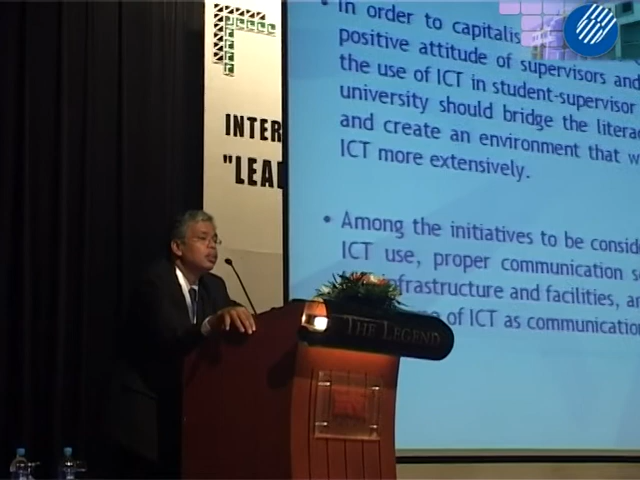 INTER
"LEA
• In order to capitalis
positive attitude of supervisors and
the use of ICT in student-supervisor
university should bridge the litera
and create an environment that w
ICT more extensively.
• Among the initiatives to be conside
ICT use, proper communication s
infrastructure and facilities, a
of ICT as communicatio
THE LEGEND